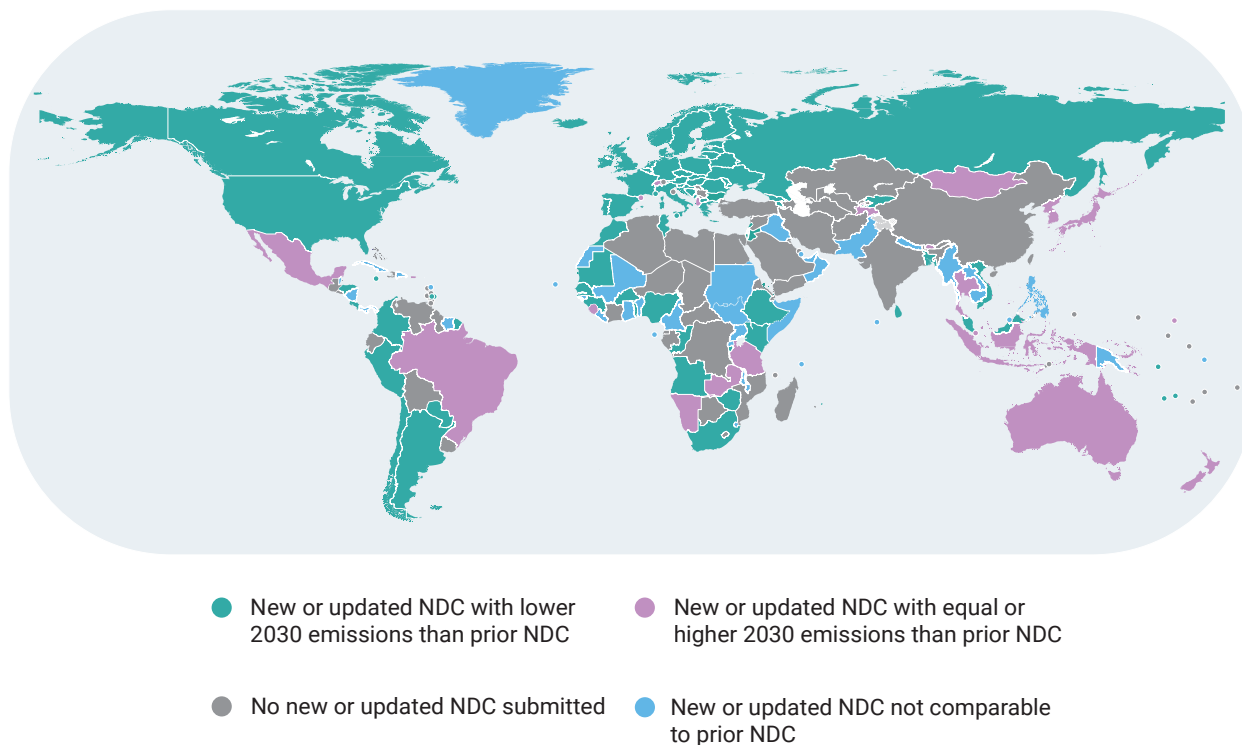 New or updated NDC with lower
2030 emissions than prior NDC
New or updated NDC with equal or
higher 2030 emissions than prior NDC
No new or updated NDC submitted
New or updated NDC not comparable
to prior NDC